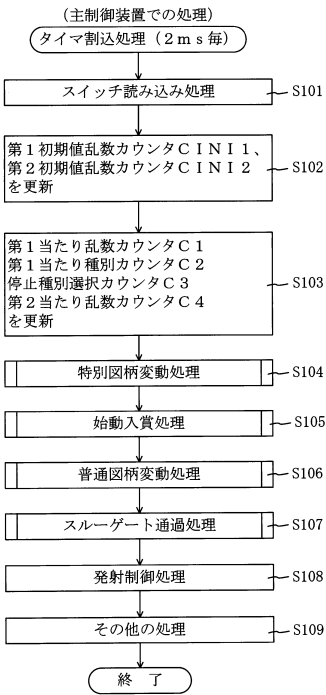 (主制御装置での処理)
タイマ割込処理(2ms毎)
スイッチ読み込み処理
S101
第1初期値乱数カウンタCINI1、
第2初期値乱数カウンタCINI2
を更新
S102
第1当たり乱数カウンタC1
第1当たり種別カウンタC2
停止種別選択カウンタC3
第2当たり乱数カウンタC4
を更新
S103
特別図柄変動処理
S104
始動入賞処理
S105
普通図柄変動処理
S106
スルーゲート通過処理
S107
発射制御処理
S108
その他の処理
S109
終 了